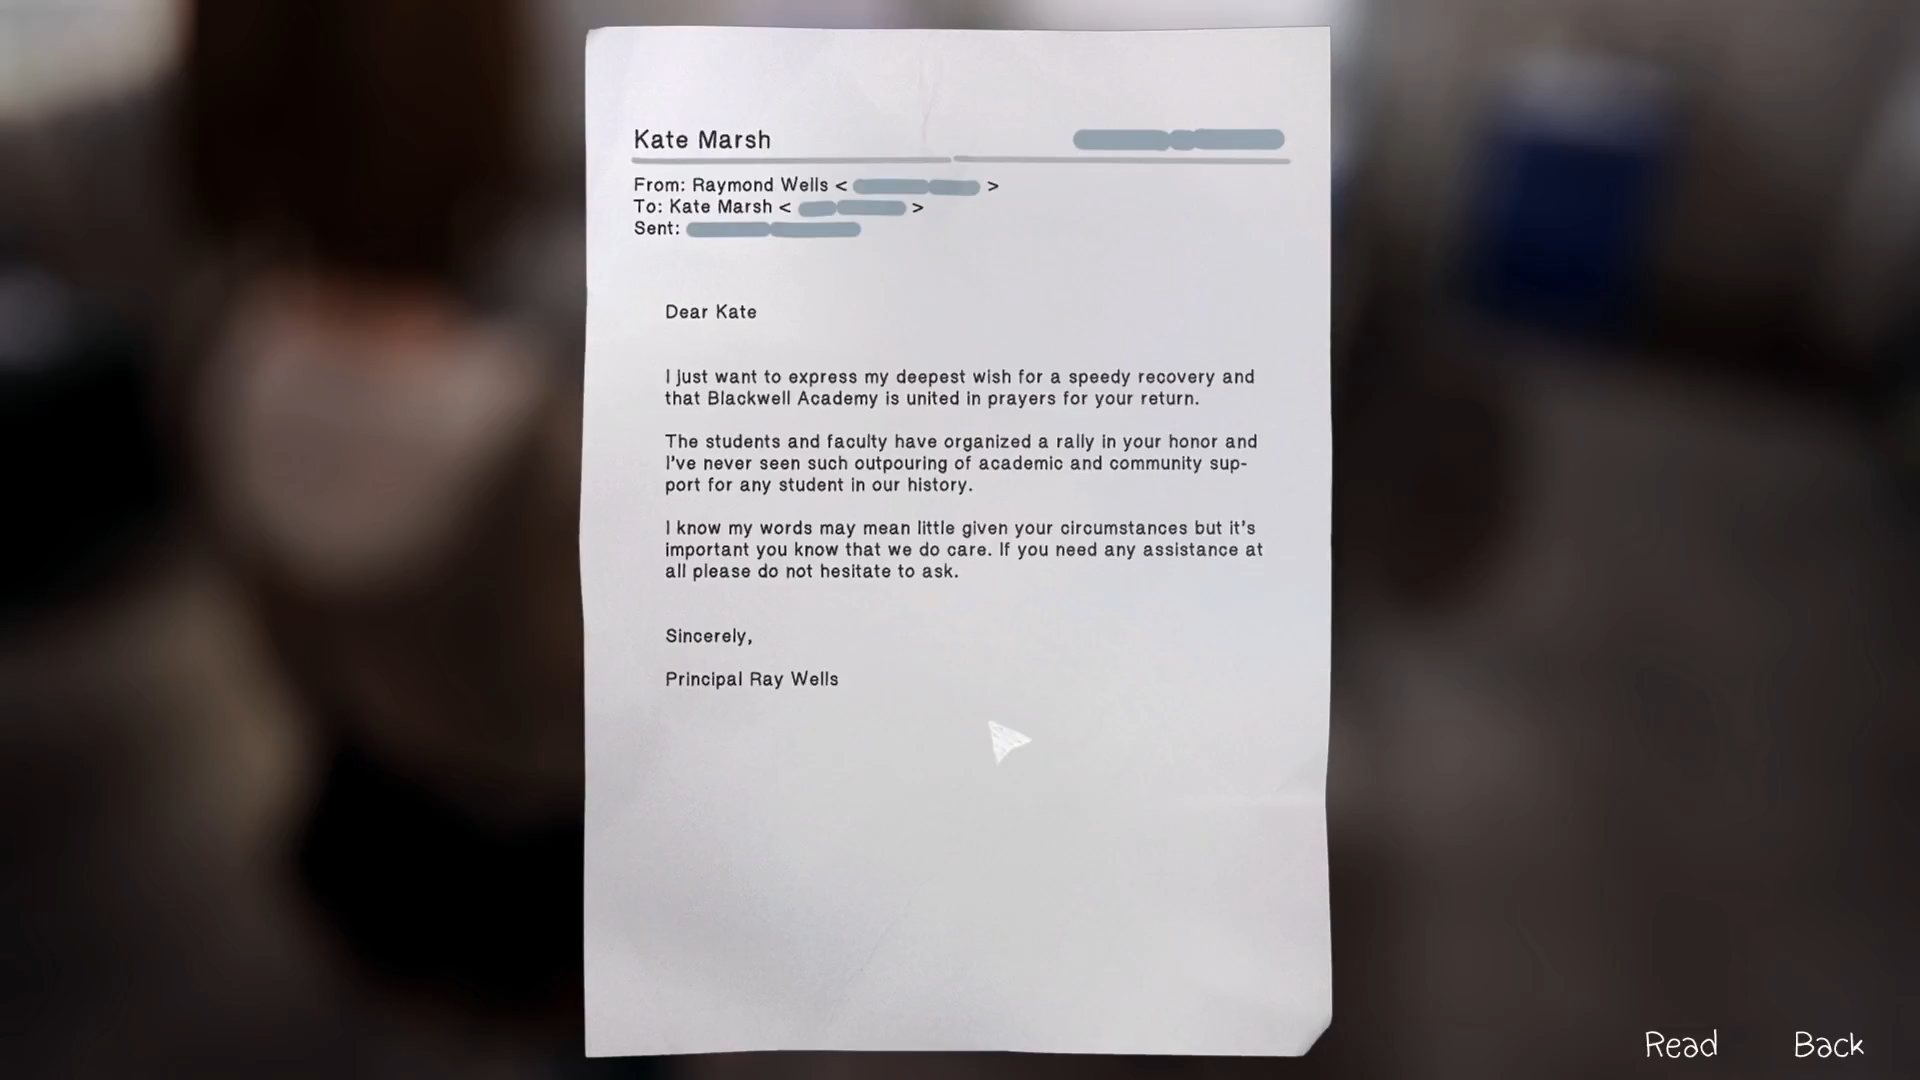 Kate Marsh
From: Raymond Wells < >
To: Kate Marsh < >
Sent:
Dear Kate
I just want to express my deepest wish for a speedy recovery and
that Blackwell Academy is united in prayers for your return.
The students and faculty have organized a rally in your honor and
I've never seen such outpouring of academic and community sup-
port for any student in our history.
I know my words may mean little given your circumstances but it's
important you know that we do care. If you need any assistance at
all please do not hesitate to ask.
Sincerely,
Principal Ray Wells
Read Back